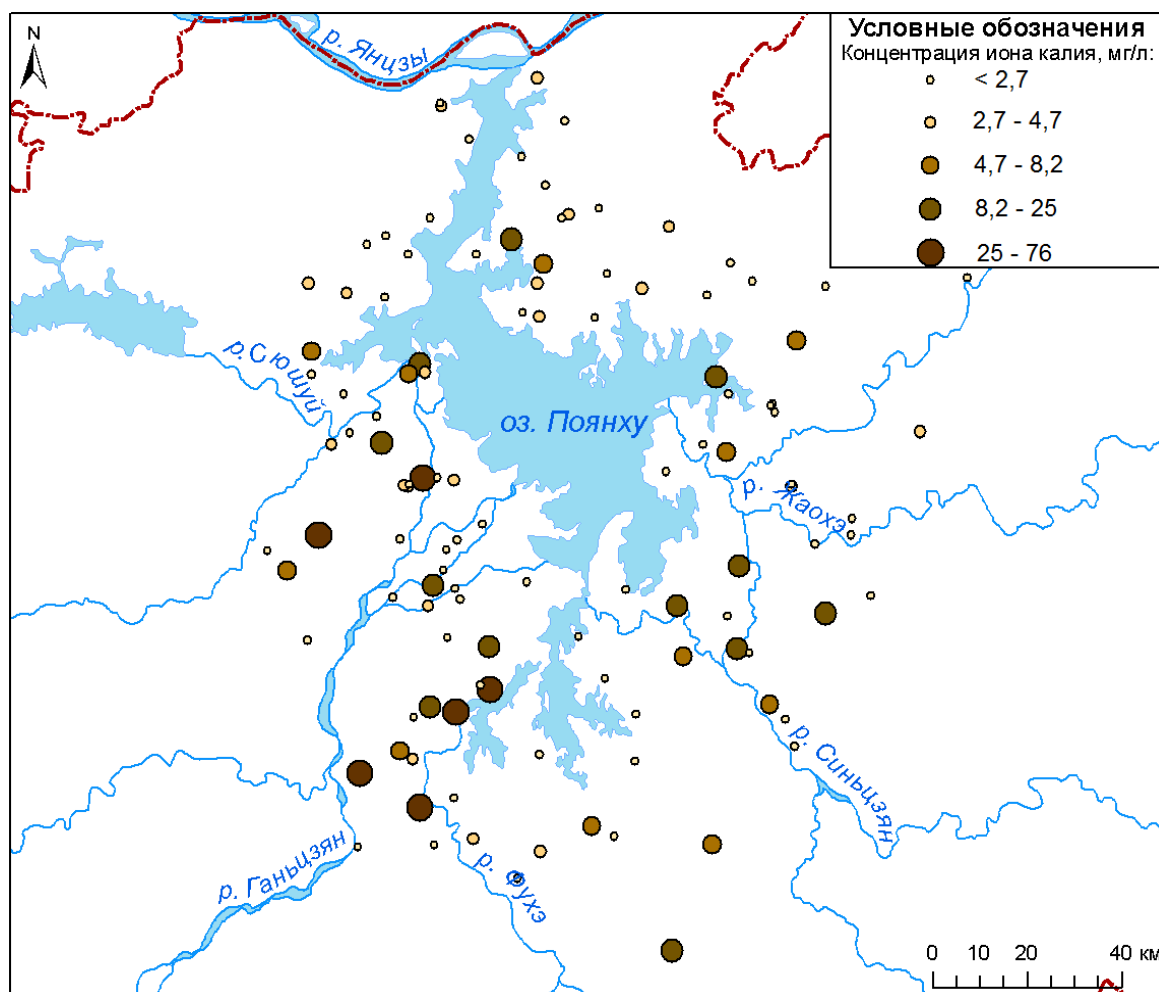 N
р. Янцзы
Условные обозначения
Концентрация иона калия, мг/л:
< 2,7
2,7 - 4,7
4,7 - 8,2
8,2 - 25
25 - 76
р.Сюшуй
оз. Поянху
р. Жаохэ
р. Синьцзян
р. Ганьцзян
р. Фухэ
0 10 20 40 км